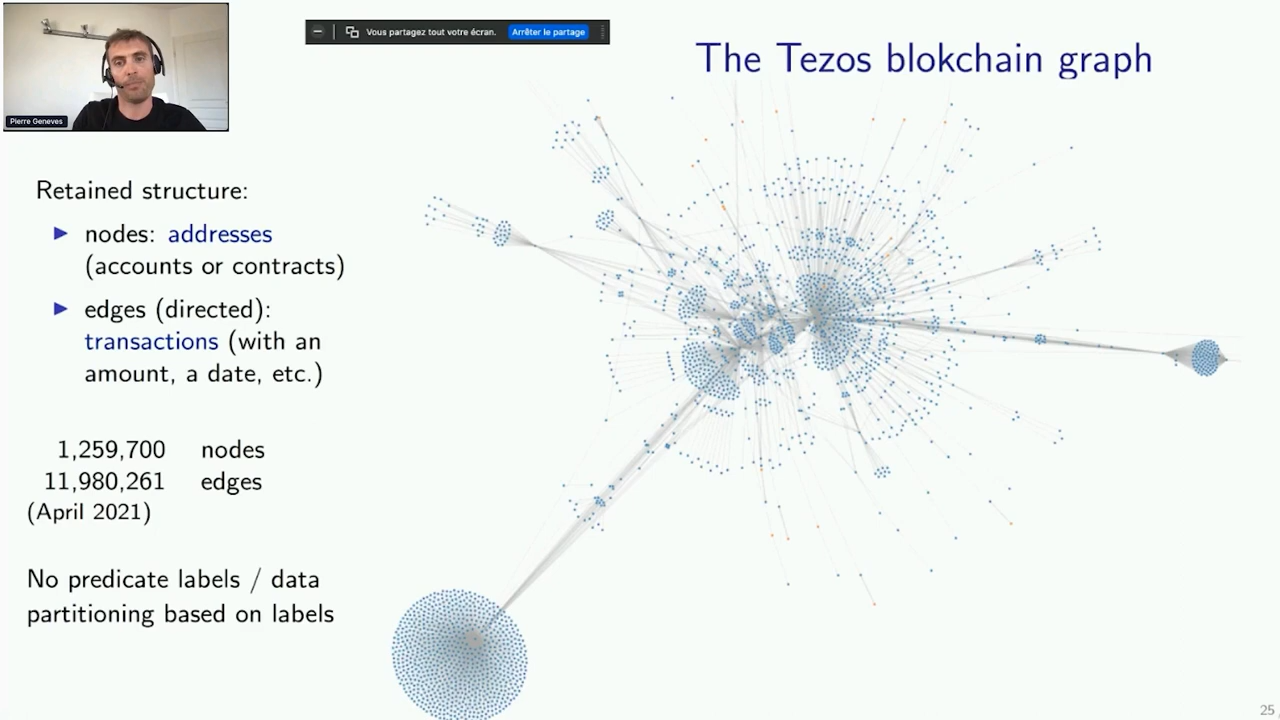 Vous partagez tout votre écran. Arrêter le partage
The Tezos blokchain graph
Pierre Geneves
Retained structure:
nodes: addresses
(accounts or contracts)
edges (directed):
transactions (with an
amount, a date, etc.)
1,259,700 nodes
11,980,261 edges
(April 2021)
No predicate labels / data
partitioning based on labels
25